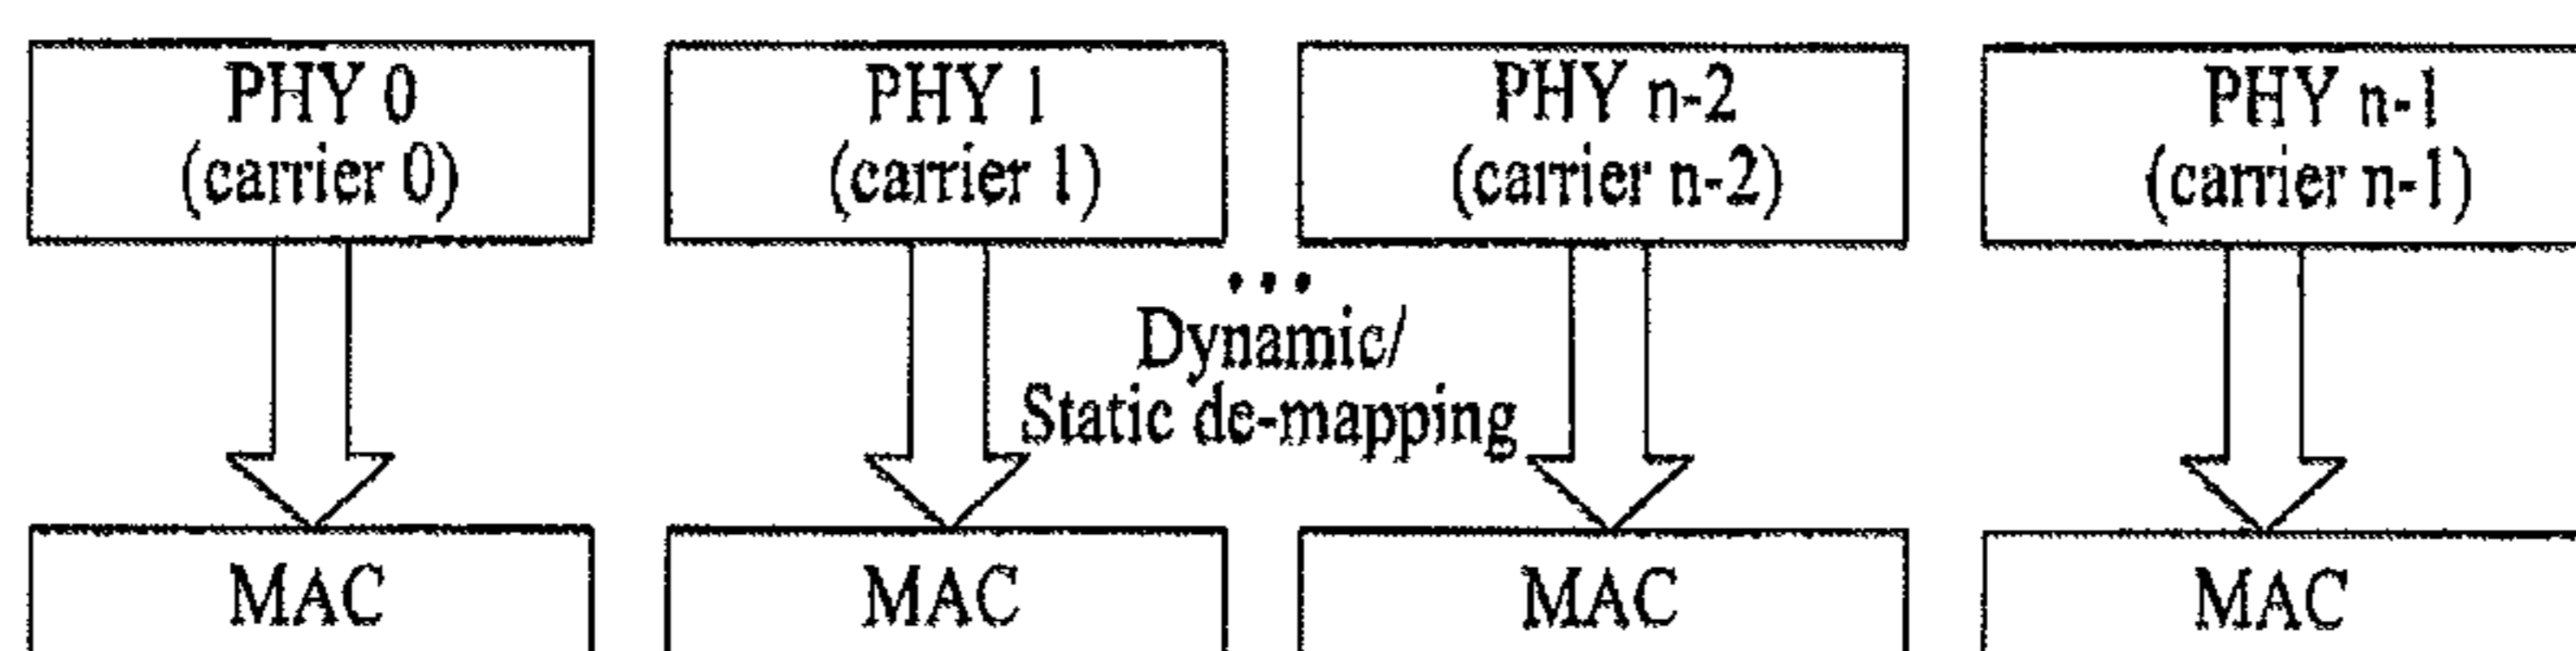 PHY 0
(carrier 0)
PHY 1
(carrier 1)
PHY n-2
(carrier n-2)
PHY n-1
(carrier n-1)
•••
Dynamic/
Static de-mapping
MAC
MAC
MAC
MAC